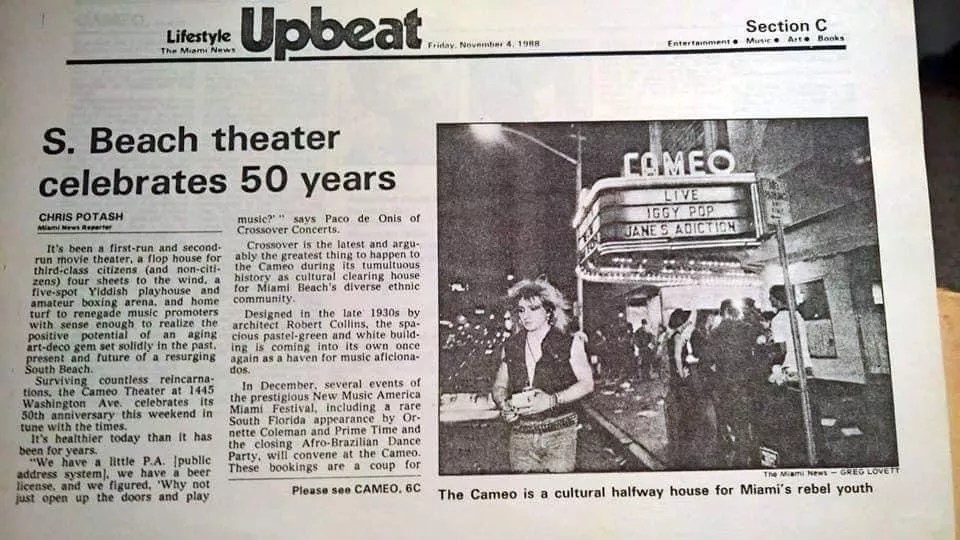 Lifestyle
The Miami News
Upbeat
Friday, November 4, 1988
Section C
Entertainment • Music • Art • Books
S. Beach theater
celebrates 50 years
CHRIS POTASH
Miami News Reporter
It's been a first-run and second-
run movie theater, a flop house for
third-class citizens (and non-citi-
zens) four sheets to the wind, a
five-spot Yiddish playhouse and
amateur boxing arena, and home
turf to renegade music promoters
with sense enough to realize the
positive potential of an aging
art-deco gem set solidly in the past,
present and future of a resurging
South Beach.
Surviving countless reincarna-
tions, the Cameo Theater at 1445
Washington Ave. celebrates its
50th anniversary this weekend in
tune with the times.
It's healthier today than it has
been for years.
"We have a little P.A. [public
address system], we have a beer
license, and we figured, 'Why not
just open up the doors and play
music?' " says Paco de Onis of
Crossover Concerts.
Crossover is the latest and argu-
ably the greatest thing to happen to
the Cameo during its tumultuous
history as cultural clearing house
for Miami Beach's diverse ethnic
community.
Designed in the late 1930s by
architect Robert Collins, the spa-
cious pastel-green and white build-
ing is coming into its own once
again as a haven for music aficiona-
dos.
In December, several events of
the prestigious New Music America
Miami Festival, including a rare
South Florida appearance by Or-
nette Coleman and Prime Time and
the closing Afro-Brazilian Dance
Party, will convene at the Cameo.
These bookings are a coup for
Please see CAMEO, 6C
CAMEO
LIVE
IGGY POP
JANE S ADICTION
The Miami News — GREG LOVETT
The Cameo is a cultural halfway house for Miami's rebel youth